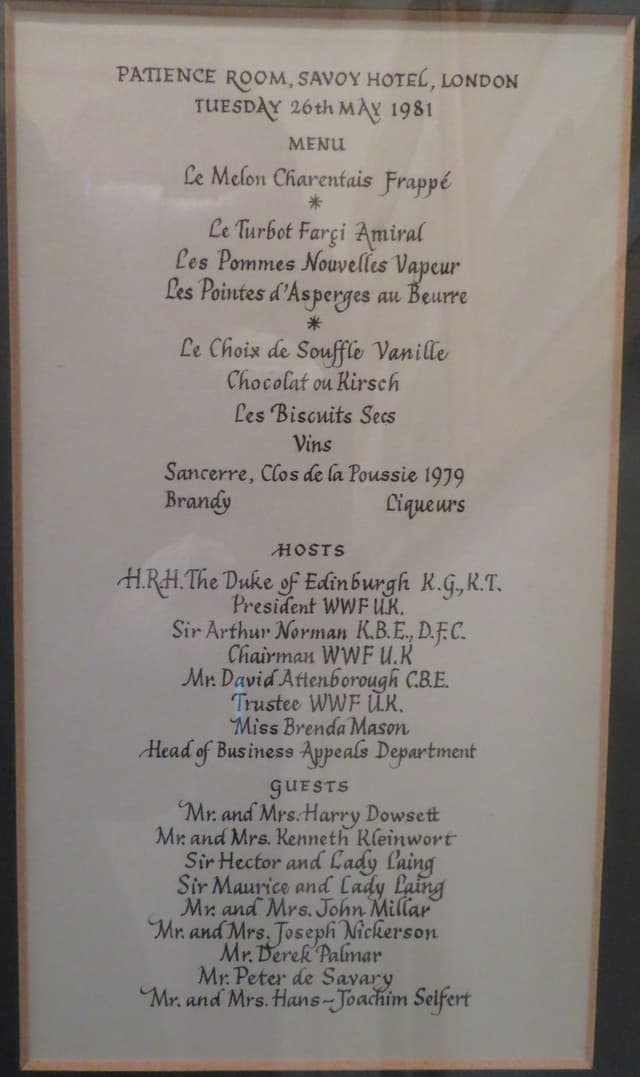 PATIENCE ROOM, SAVOY HOTEL, LONDON
TUESDAY 26th MAY 1981
MENU
Le Melon Charentais Frappé
*
Le Turbot Farçi Amiral
Les Pommes Nouvelles Vapeur
Les Pointes d'Asperges au Beurre
*
Le Choix de Souffle Vanille
Chocolat ou Kirsch
Les Biscuits Secs
Vins
Sancerre, Clos de la Poussie 1979
Brandy Liqueurs
HOSTS
H.R.H. The Duke of Edinburgh K.G., K.T.
President WWF U.K.
Sir Arthur Norman K.B.E., D.F.C.
Chairman WWF U.K
Mr. David Attenborough C.B.E.
Trustee WWF U.K.
Miss Brenda Mason
Head of Business Appeals Department
GUESTS
Mr. and Mrs. Harry Dowsett
Mr. and Mrs. Kenneth Kleinwort
Sir Hector and Lady Laing
Sir Maurice and Lady Laing
Mr. and Mrs. John Millar
Mr. and Mrs. Joseph Nickerson
Mr. Derek Palmar
Mr. Peter de Savary
Mr. and Mrs. Hans-Joachim Selfert